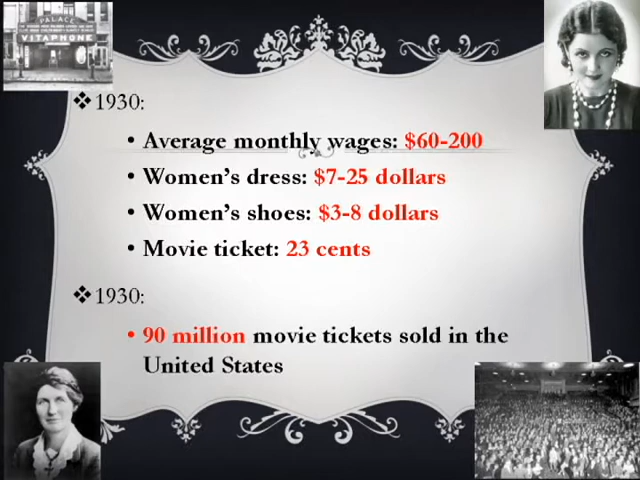 PALACE
VITAPHONE
❖1930:
• Average monthly wages: $60-200
• Women’s dress: $7-25 dollars
• Women’s shoes: $3-8 dollars
• Movie ticket: 23 cents
❖1930:
• 90 million movie tickets sold in the
United States